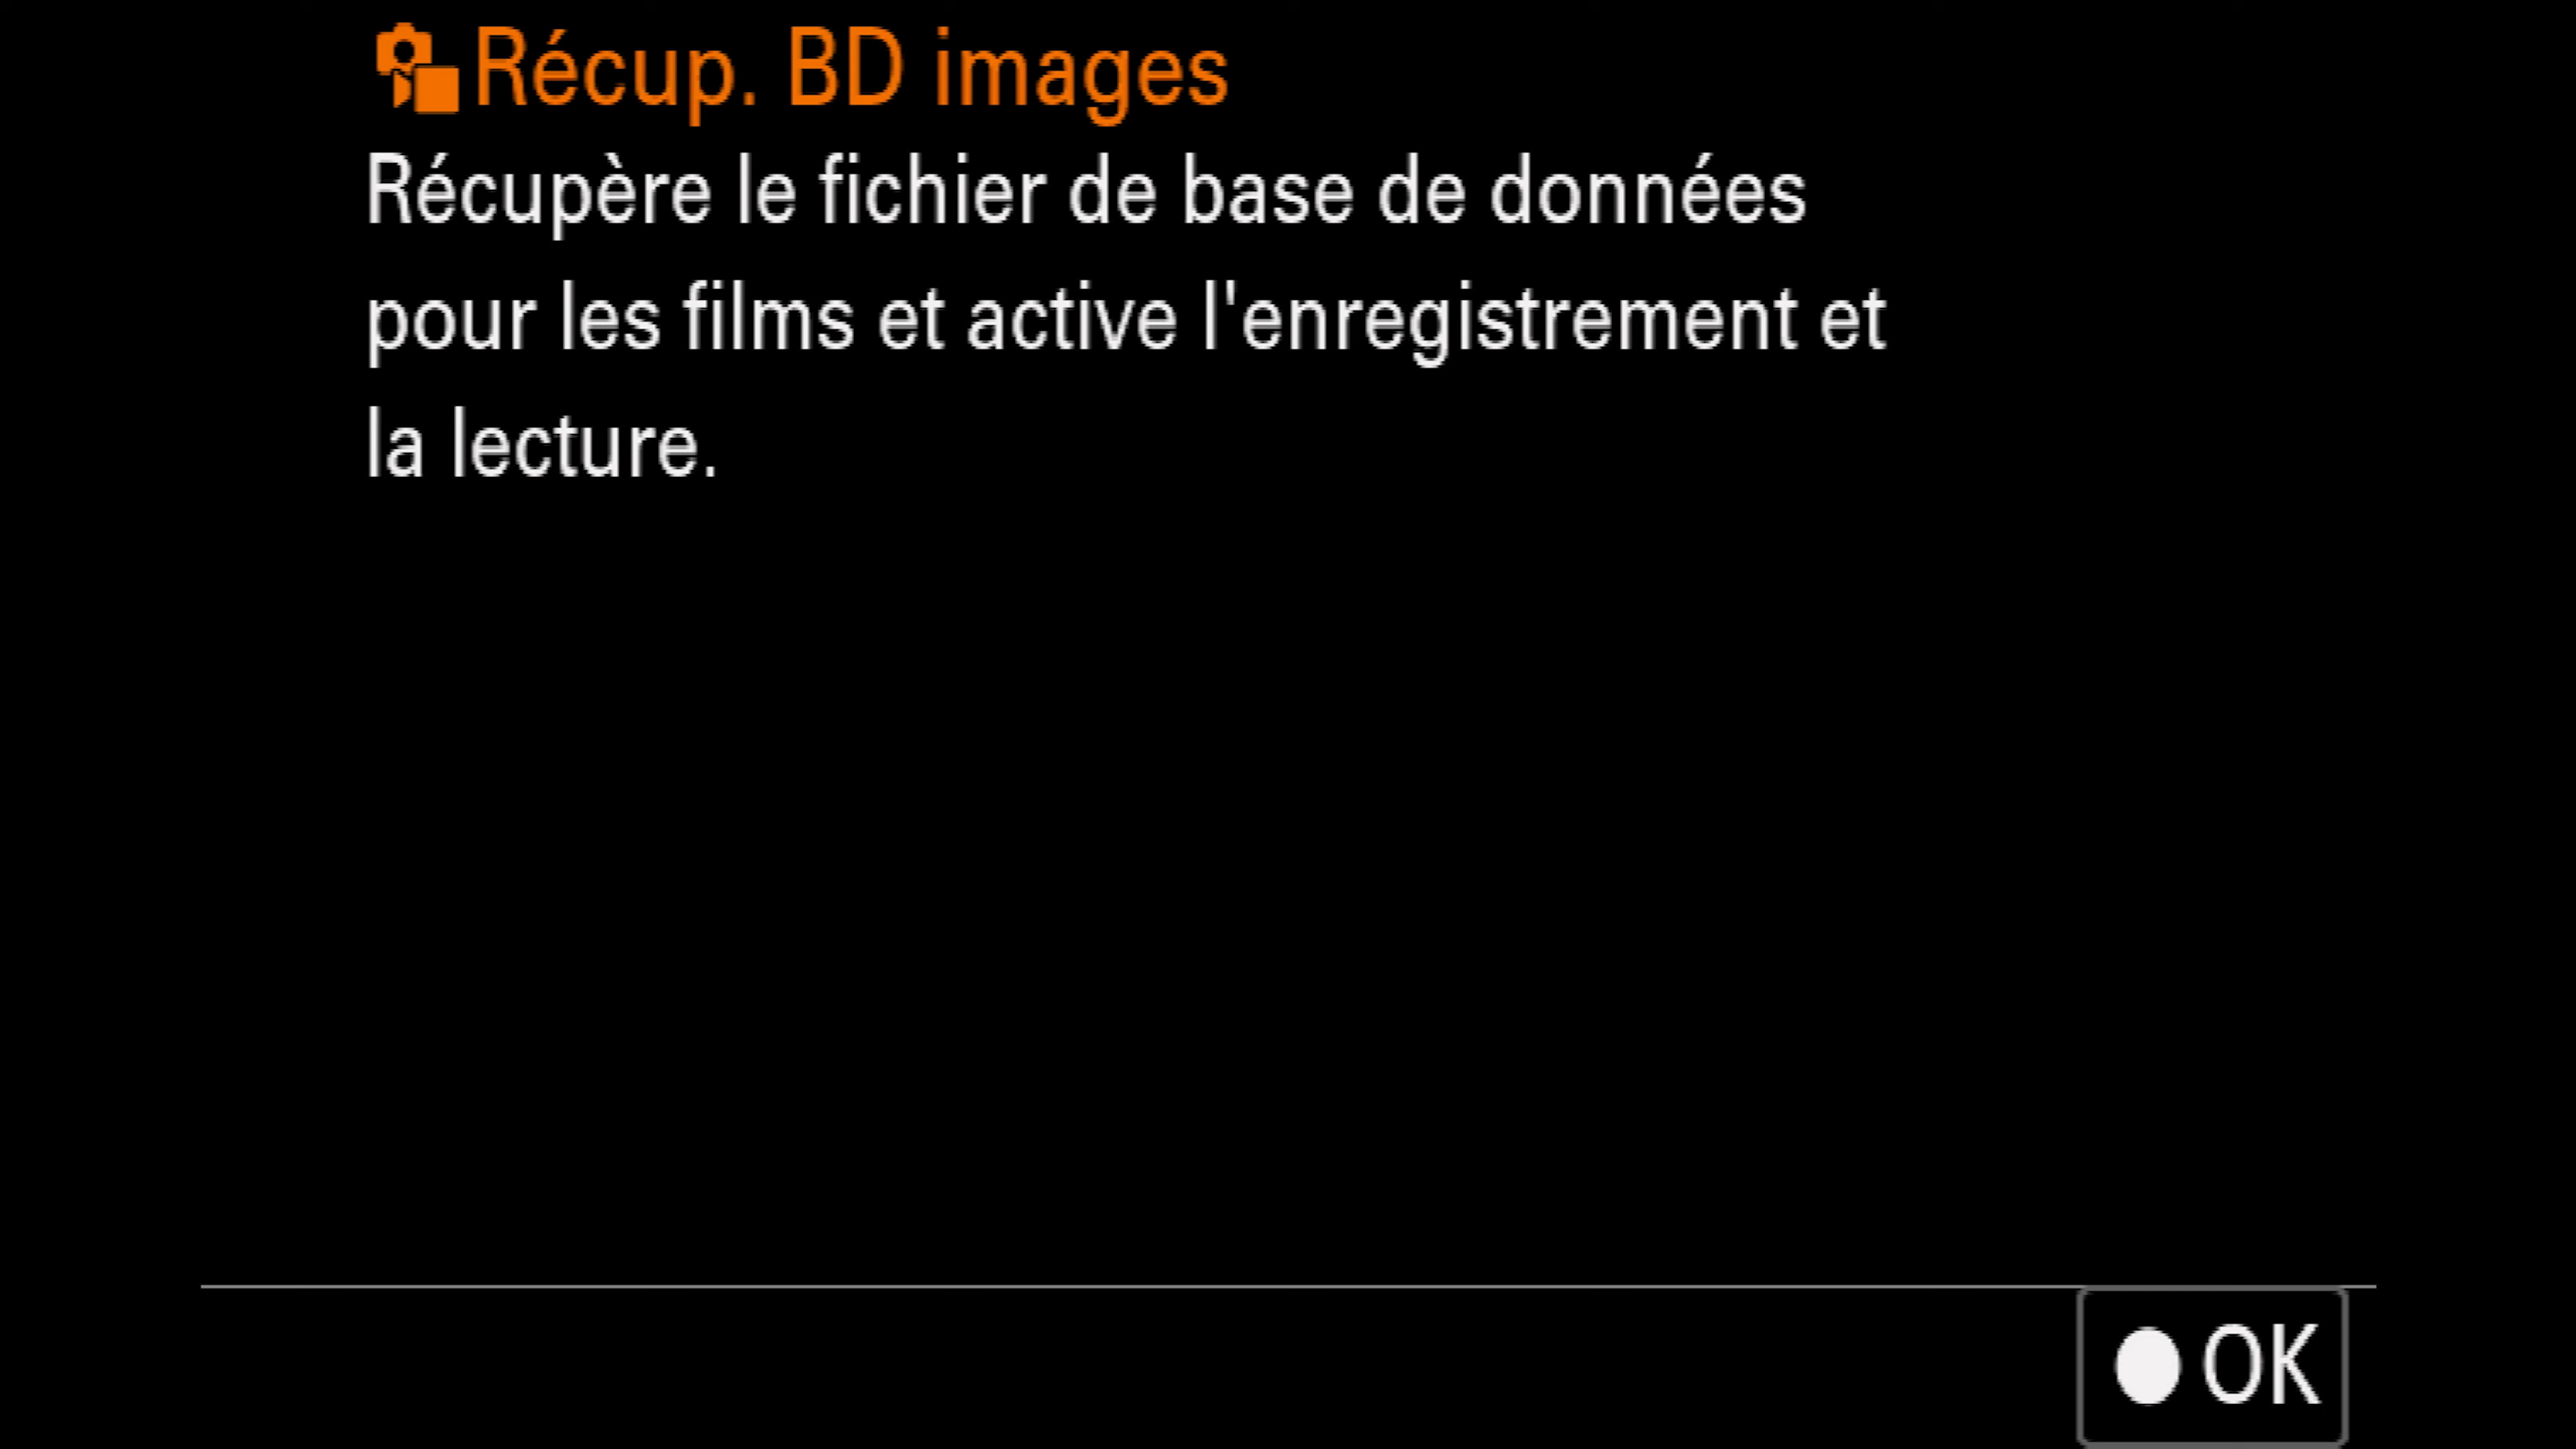 Récup. BD images
Récupère le fichier de base de données
pour les films et active l'enregistrement et
la lecture.
OK